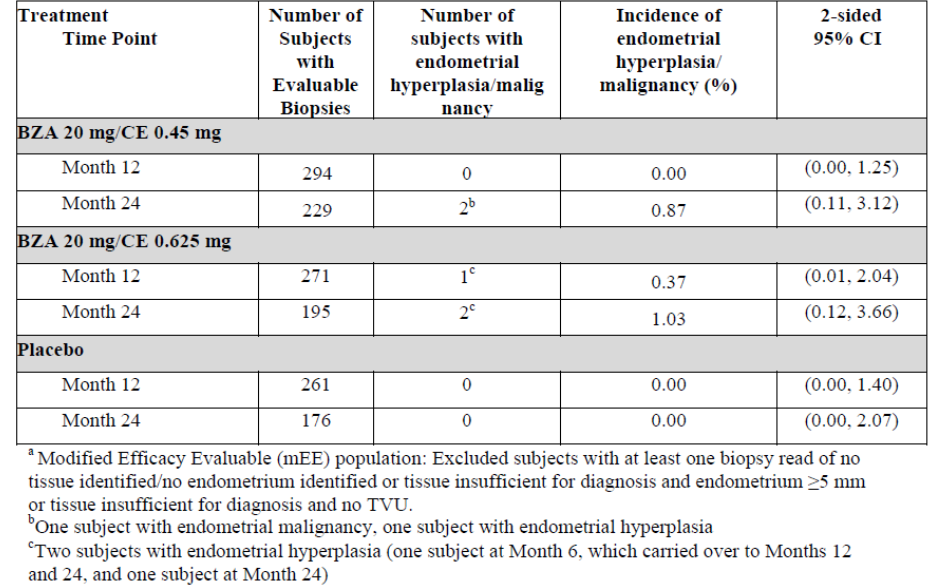 Treatment Time Point
Number of Subjects with Evaluable Biopsies
Number of subjects with endometrial hyperplasia/malig nancy
Incidence of endometrial hyperplasia/ malignancy (%)
2-sided 95% CI
BZA 20 mg/CE 0.45 mg
Month 12 294 0 0.00 (0.00, 1.25)
Month 24 229 2b 0.87 (0.11, 3.12)
BZA 20 mg/CE 0.625 mg
Month 12 271 1c 0.37 (0.01, 2.04)
Month 24 195 2c 1.03 (0.12, 3.66)
Placebo
Month 12 261 0 0.00 (0.00, 1.40)
Month 24 176 0 0.00 (0.00, 2.07)
a Modified Efficacy Evaluable (mEE) population: Excluded subjects with at least one biopsy read of no
tissue identified/no endometrium identified or tissue insufficient for diagnosis and endometrium ≥5 mm
or tissue insufficient for diagnosis and no TVU.
bOne subject with endometrial malignancy, one subject with endometrial hyperplasia
cTwo subjects with endometrial hyperplasia (one subject at Month 6, which carried over to Months 12
and 24, and one subject at Month 24)